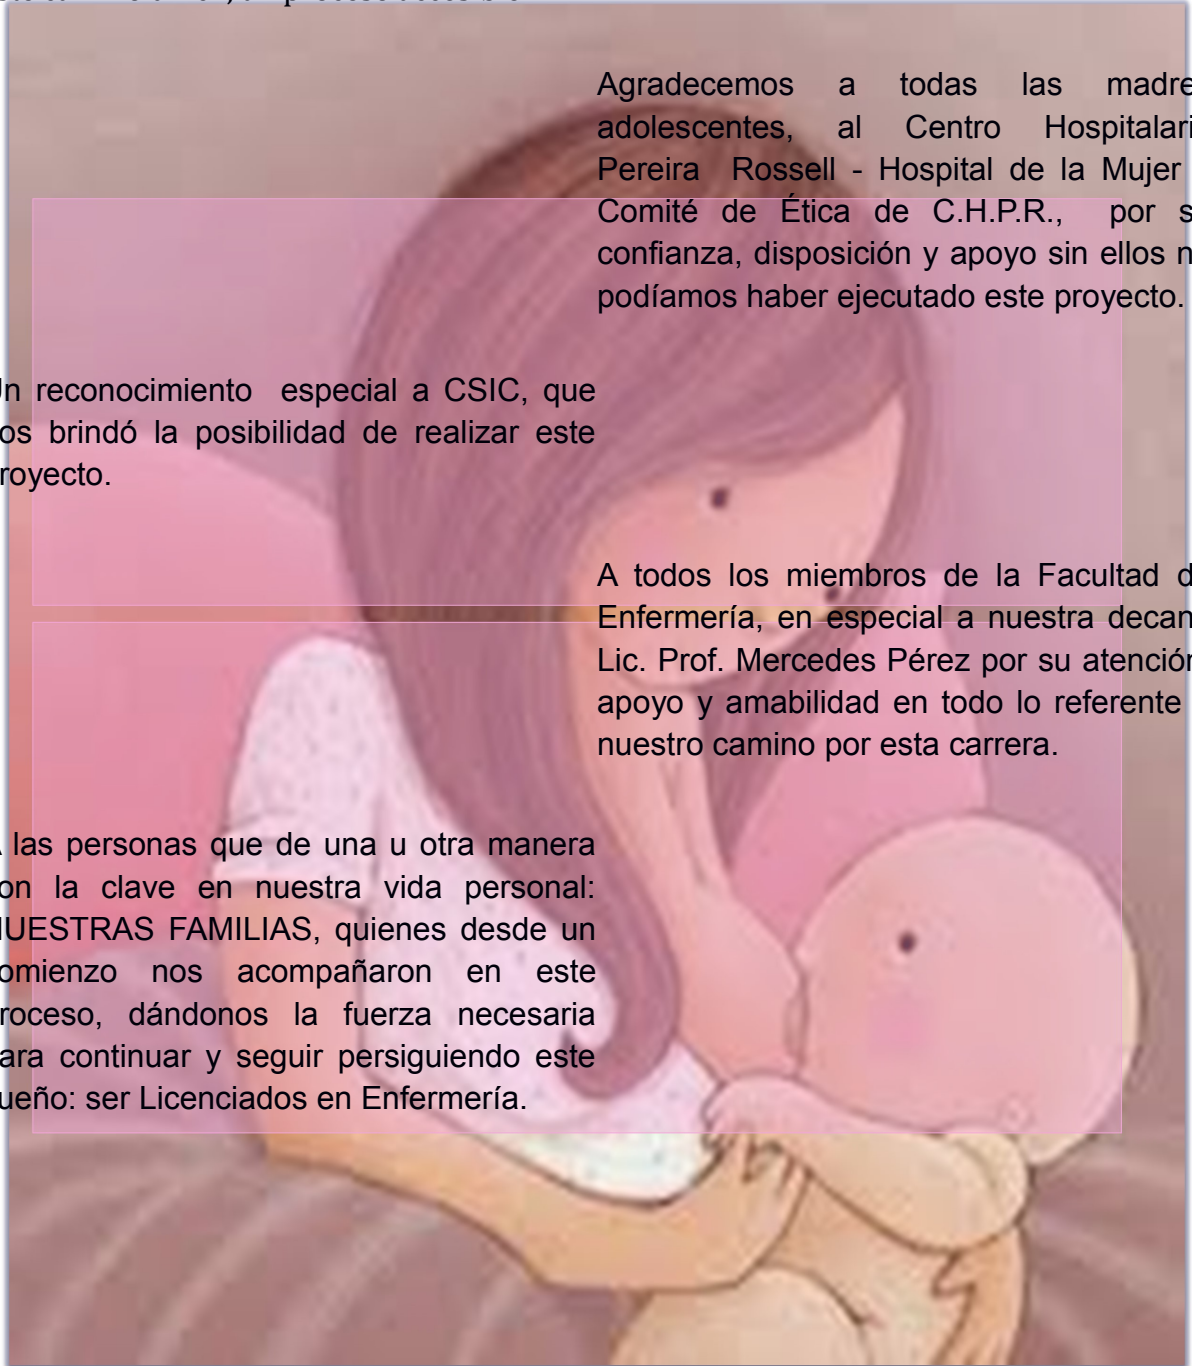 Agradecemos a todas las madre
adolescentes, al Centro Hospitalari
Pereira Rossell - Hospital de la Mujer
Comité de Ética de C.H.P.R., por s
confianza, disposición y apoyo sin ellos n
podíamos haber ejecutado este proyecto.
n reconocimiento especial a CSIC, que
os brindó la posibilidad de realizar este
royecto.
A todos los miembros de la Facultad d
Enfermería, en especial a nuestra decan
Lic. Prof. Mercedes Pérez por su atención
apoyo y amabilidad en todo lo referente
nuestro camino por esta carrera.
las personas que de una u otra manera
on la clave en nuestra vida personal:
NUESTRAS FAMILIAS, quienes desde un
omienzo nos acompañaron en este
roceso, dándonos la fuerza necesaria
ara continuar y seguir persiguiendo este
ueño: ser Licenciados en Enfermería.